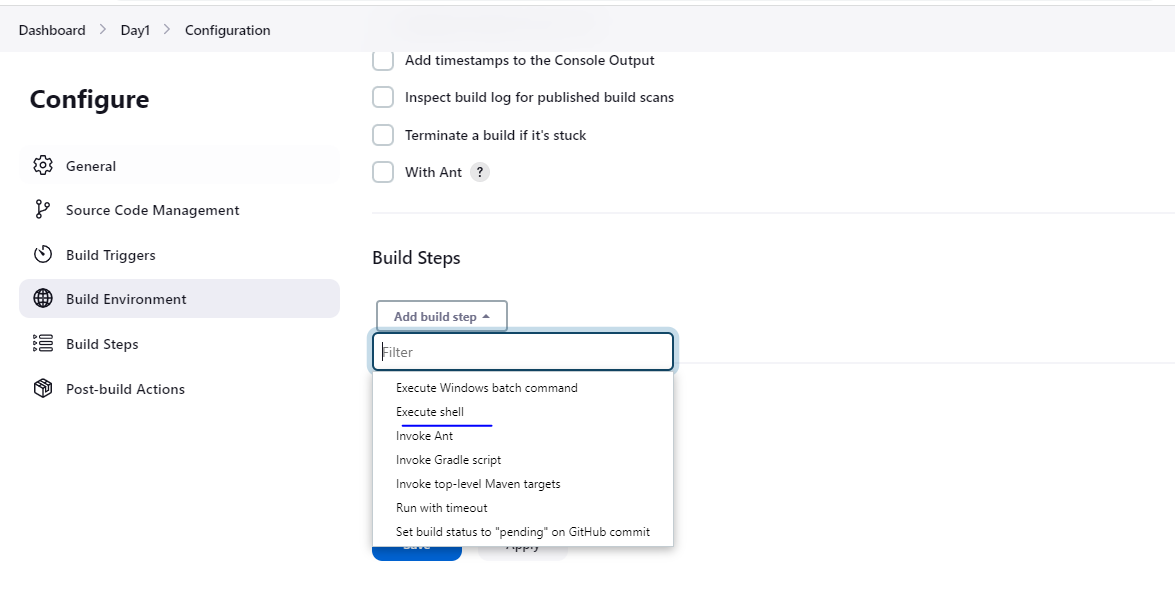 Dashboard > Day1 > Configuration
Configure
General
Source Code Management
Build Triggers
Build Environment
Build Steps
Post-build Actions
Add timestamps to the Console Output
Inspect build log for published build scans
Terminate a build if it's stuck
With Ant ?
Build Steps
Add build step
Filter
Execute Windows batch command
Execute shell
Invoke Ant
Invoke Gradle script
Invoke top-level Maven targets
Run with timeout
Set build status to "pending" on GitHub commit
Save Apply